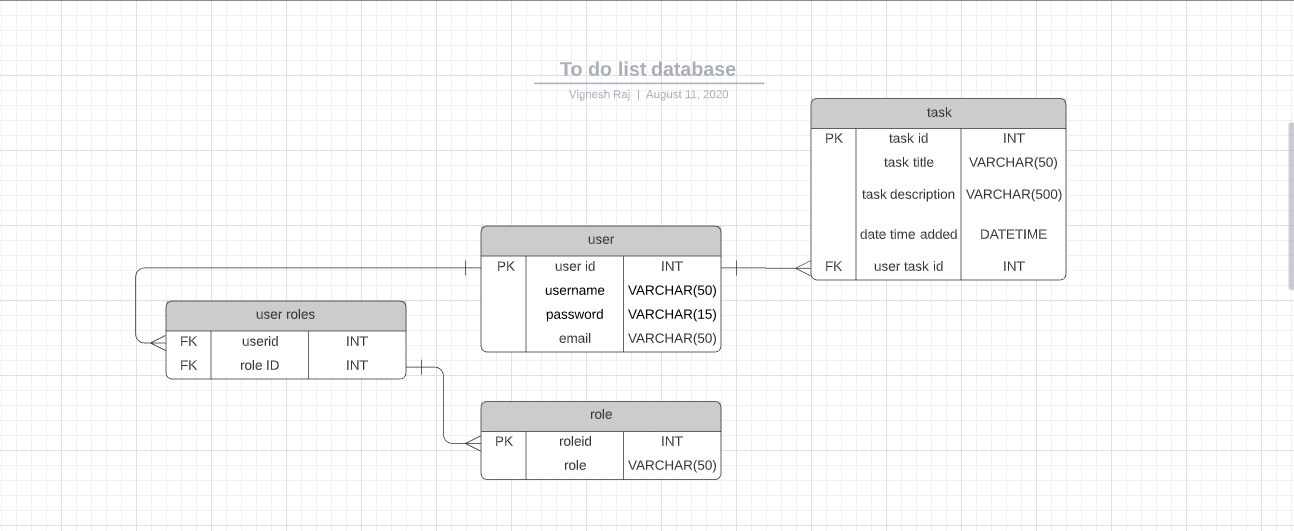 To do list database
Vignesh Raj | August 11, 2020
task
PK task id INT
task title VARCHAR(50)
task description VARCHAR(500)
date time added DATETIME
FK user task id INT
user
PK user id INT
username VARCHAR(50)
password VARCHAR(15)
email VARCHAR(50)
user roles
FK userid INT
FK role ID INT
role
PK roleid INT
role VARCHAR(50)